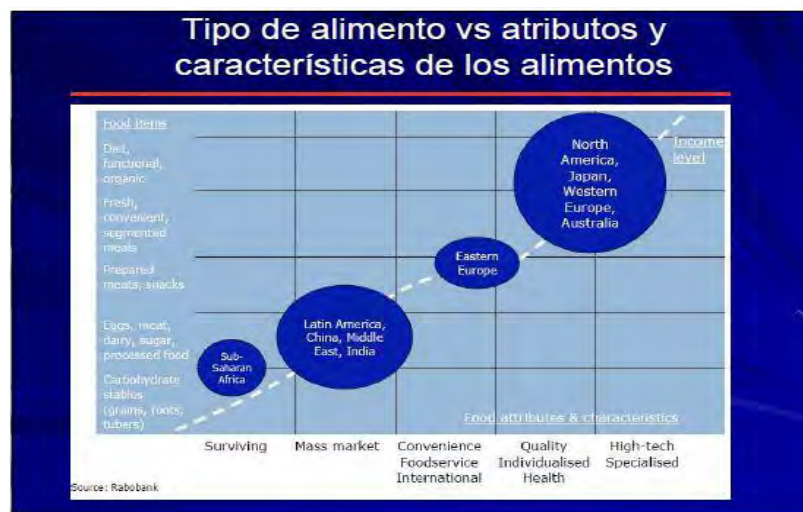 Tipo de alimento vs atributos y
características de los alimentos
Food items
Diet,
functional,
organic
Fresh,
convenient,
segmented
meals
Prepared
meats, snacks
Eggs, meat,
dairy, sugar,
processed food
Carbohydrate
stables
(grains, roots,
tubers)
Sub-
Saharan
Africa
Latin America,
China, Middle
East, India
Eastern
Europe
North
America,
Japan,
Western
Europe,
Australia
Income
level
Food attributes & characteristics
Surviving
Mass market
Convenience
Foodservice
International
Quality
Individualised
Health
High-tech
Specialised
Source: Rabobank